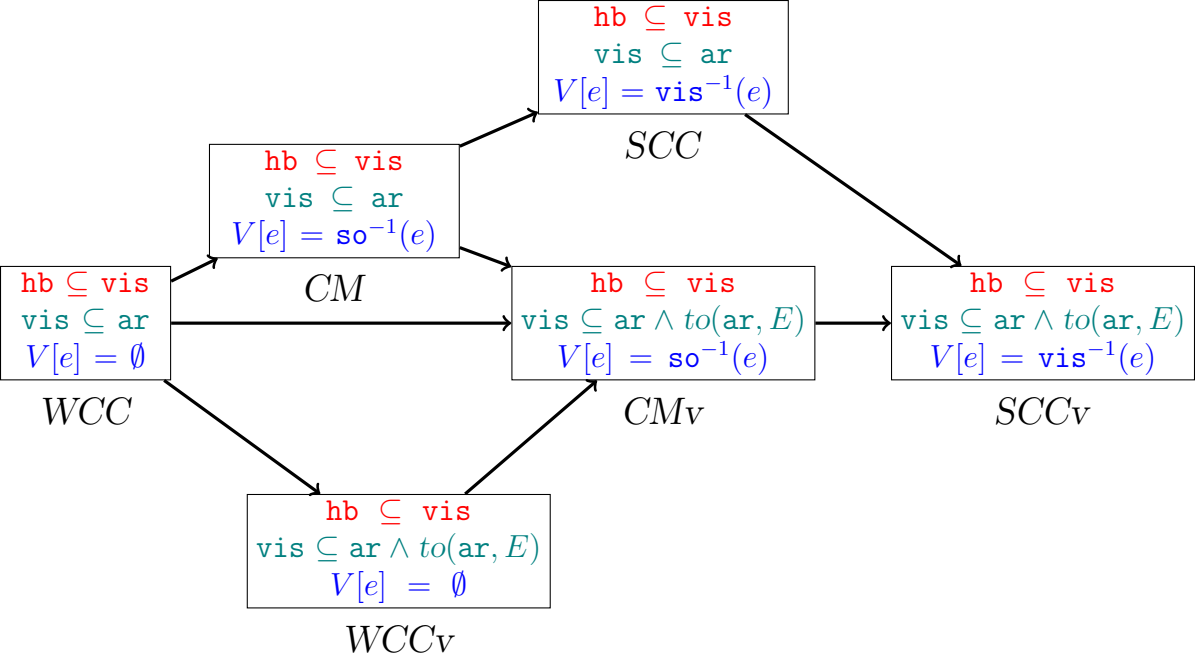 hb ⊆ vis
vis ⊆ ar
V[e] = vis⁻¹(e)
SCC
hb ⊆ vis
vis ⊆ ar
V[e] = so⁻¹(e)
CM
hb ⊆ vis
vis ⊆ ar
V[e] = ∅
WCC
hb ⊆ vis
vis ⊆ ar ∧ to(ar, E)
V[e] = so⁻¹(e)
CMv
hb ⊆ vis
vis ⊆ ar ∧ to(ar, E)
V[e] = vis⁻¹(e)
SCCv
hb ⊆ vis
vis ⊆ ar ∧ to(ar, E)
V[e] = ∅
WCCv